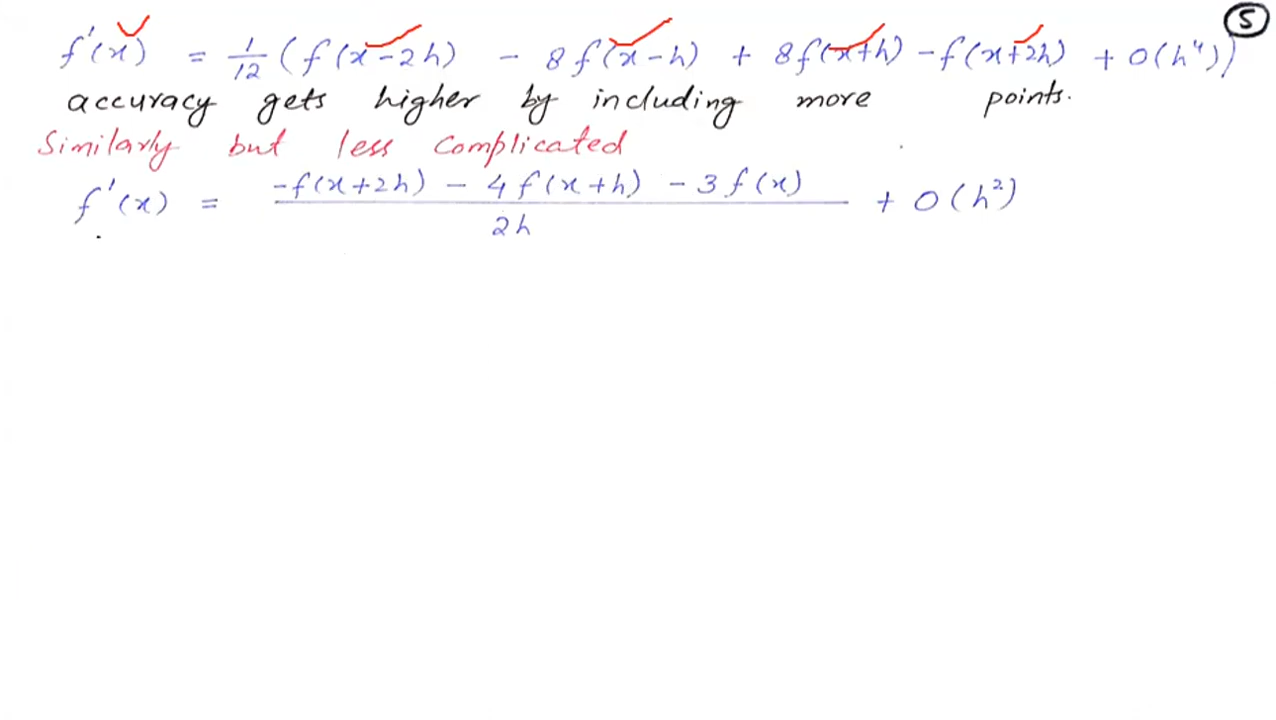 5
f'(x) = 1/12 (f(x-2h) - 8f(x-h) + 8f(x+h) - f(x+2h) + O(h⁴))
accuracy gets higher by including more points.
Similarly but less complicated
f'(x) = (-f(x+2h) - 4f(x+h) - 3f(x)) / 2h + O(h²)